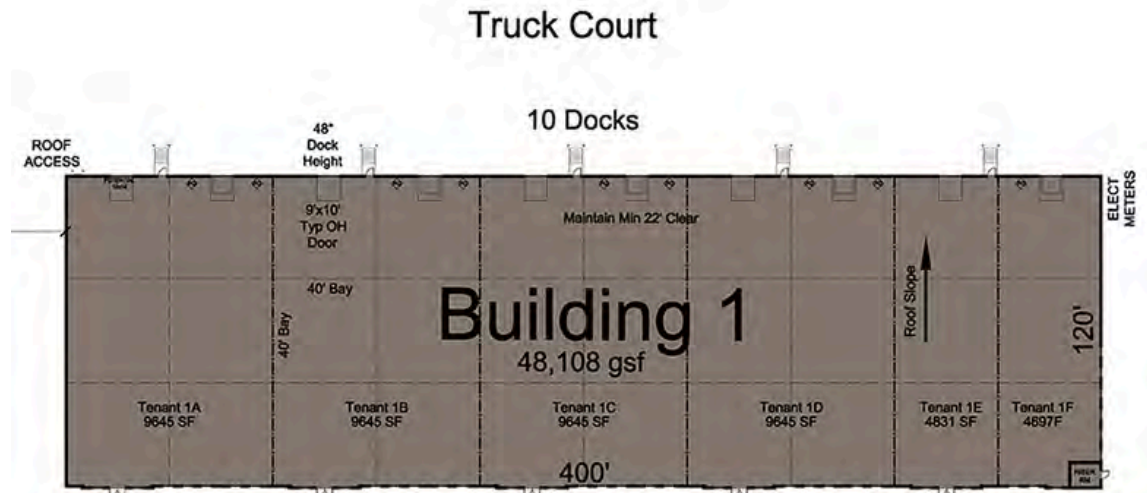 Truck Court
10 Docks
ROOF
ACCESS
48"
Dock
Height
ELECT
METERS
9'x10'
Typ OH
Door
Maintain Min 22' Clear
40' Bay
40' Bay
Roof Slope
Building 1
48,108 gsf
120'
Tenant 1A
9645 SF
Tenant 1B
9645 SF
Tenant 1C
9645 SF
Tenant 1D
9645 SF
Tenant 1E
4831 SF
Tenant 1F
4697F
400'